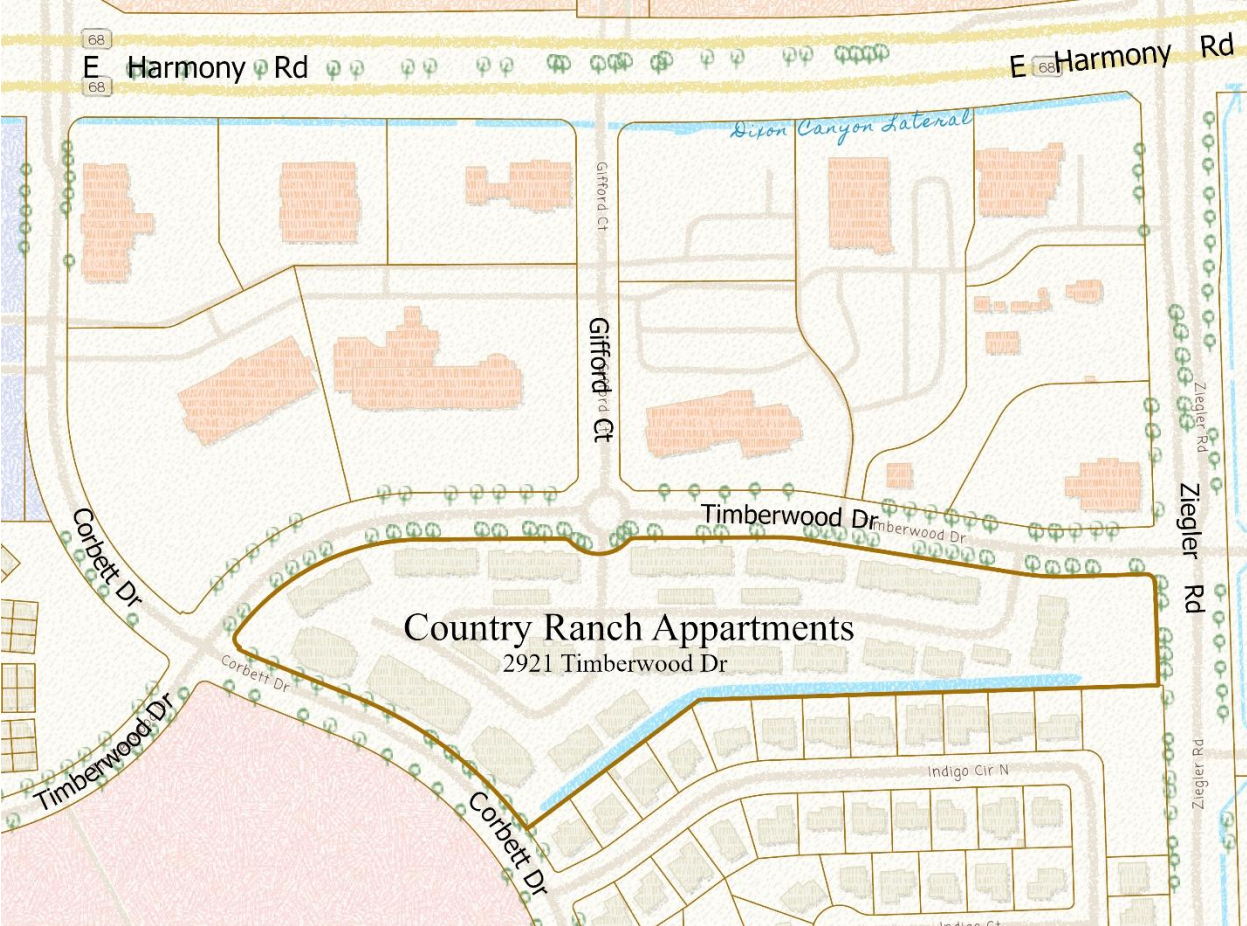 68
E Harmony Rd
68
E 68 Harmony Rd
Dixon Canyon Lateral
Gifford Ct
Gifford Ct
Ziegler Rd
Timberwood Dr
Timberwood Dr
Ziegler Rd
Corbett Dr
Country Ranch Appartments
2921 Timberwood Dr
Corbett Dr
Timberwood Dr
Corbett Dr
Indigo Cir N
Ziegler Rd
Indigo Ct